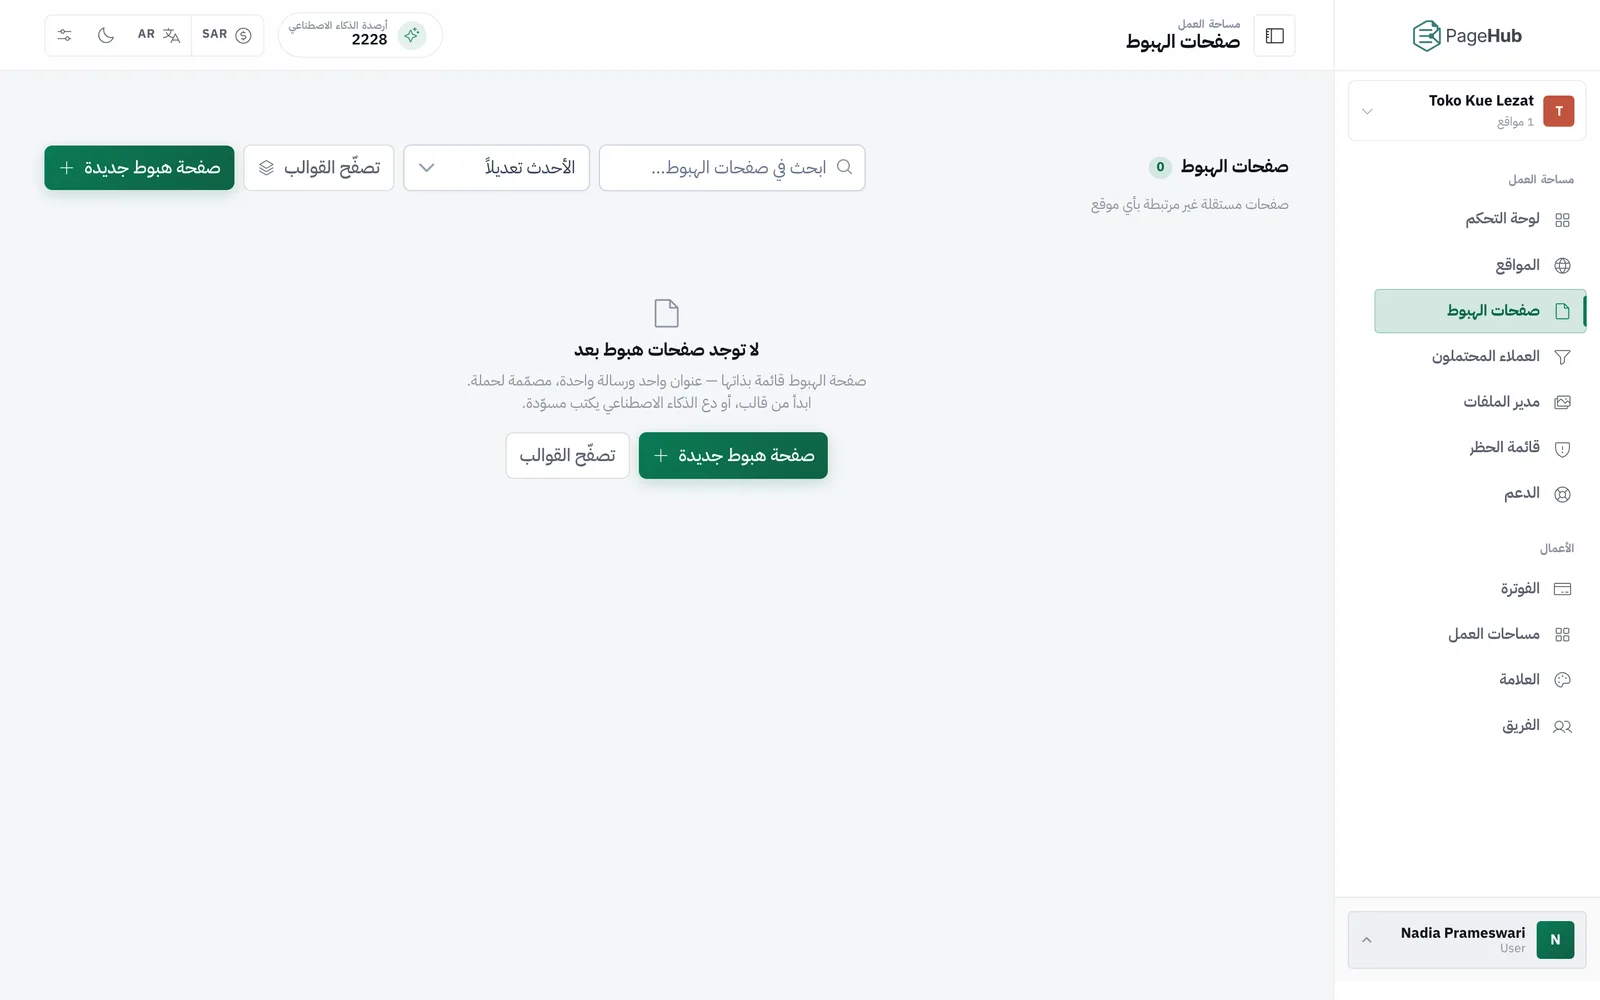 PageHub
Toko Kue Lezat
T
1 مواقع
مساحة العمل
لوحة التحكم
المواقع
صفحات الهبوط
العملاء المحتملون
مدير الملفات
قائمة الحظر
الدعم
الأعمال
الفوترة
مساحات العمل
العلامة
الفريق
Nadia Prameswari
User
N
مساحة العمل
صفحات الهبوط
أرصدة الذكاء الاصطناعي
2228
SAR
AR
صفحات الهبوط 0
صفحات مستقلة غير مرتبطة بأي موقع
ابحث في صفحات الهبوط...
الأحدث تعديلاً
تصفّح القوالب
صفحة هبوط جديدة
لا توجد صفحات هبوط بعد
صفحة الهبوط قائمة بذاتها — عنوان واحد ورسالة واحدة، مصمّمة لحملة.
ابدأ من قالب، أو دع الذكاء الاصطناعي يكتب مسوّدة.
صفحة هبوط جديدة
تصفّح القوالب